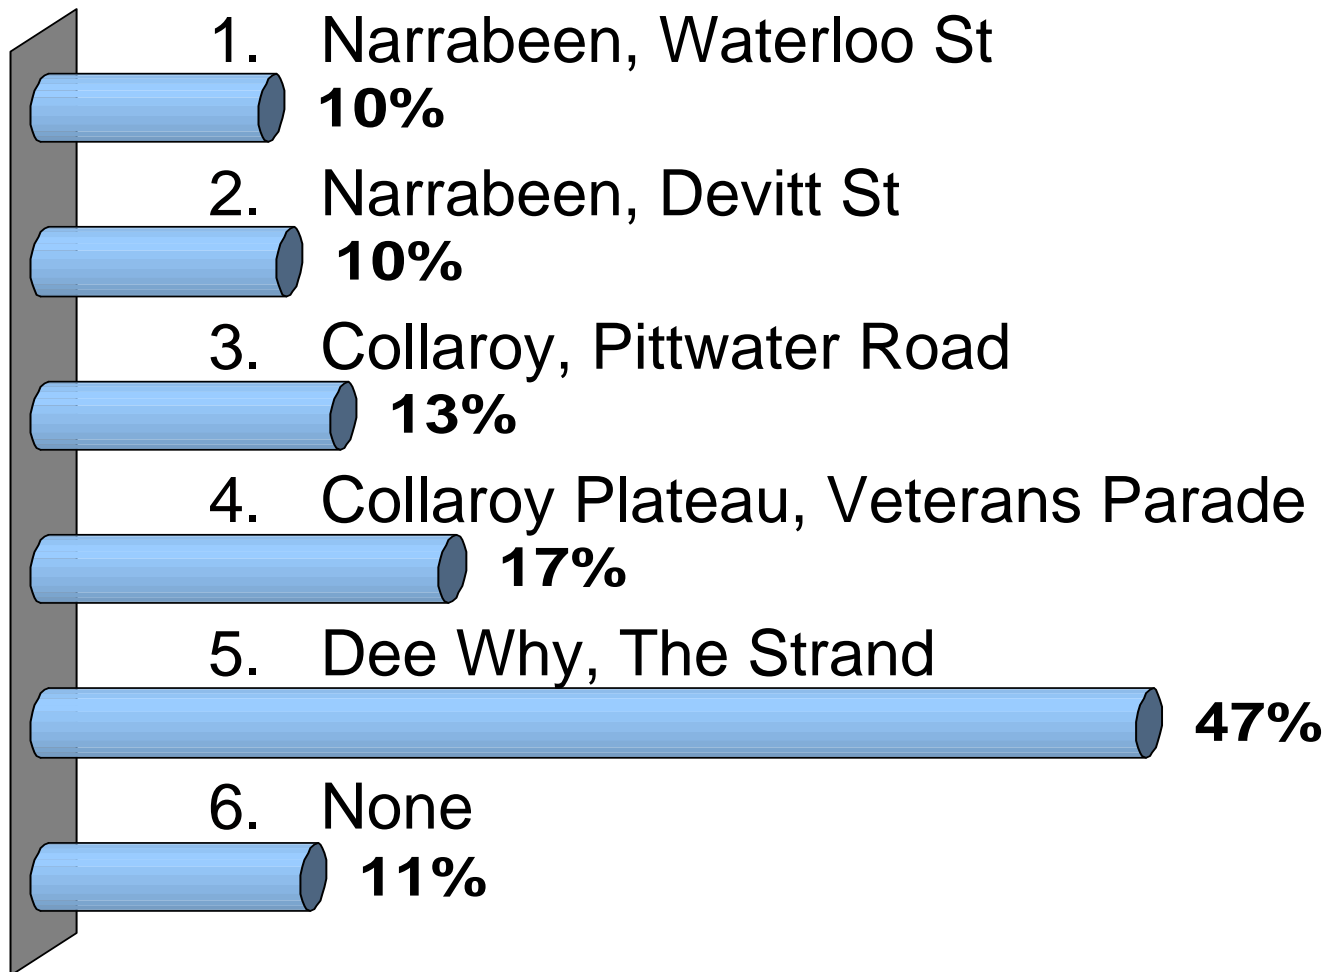 1. Narrabeen, Waterloo St
10%
2. Narrabeen, Devitt St
10%
3. Collaroy, Pittwater Road
13%
4. Collaroy Plateau, Veterans Parade
17%
5. Dee Why, The Strand
47%
6. None
11%